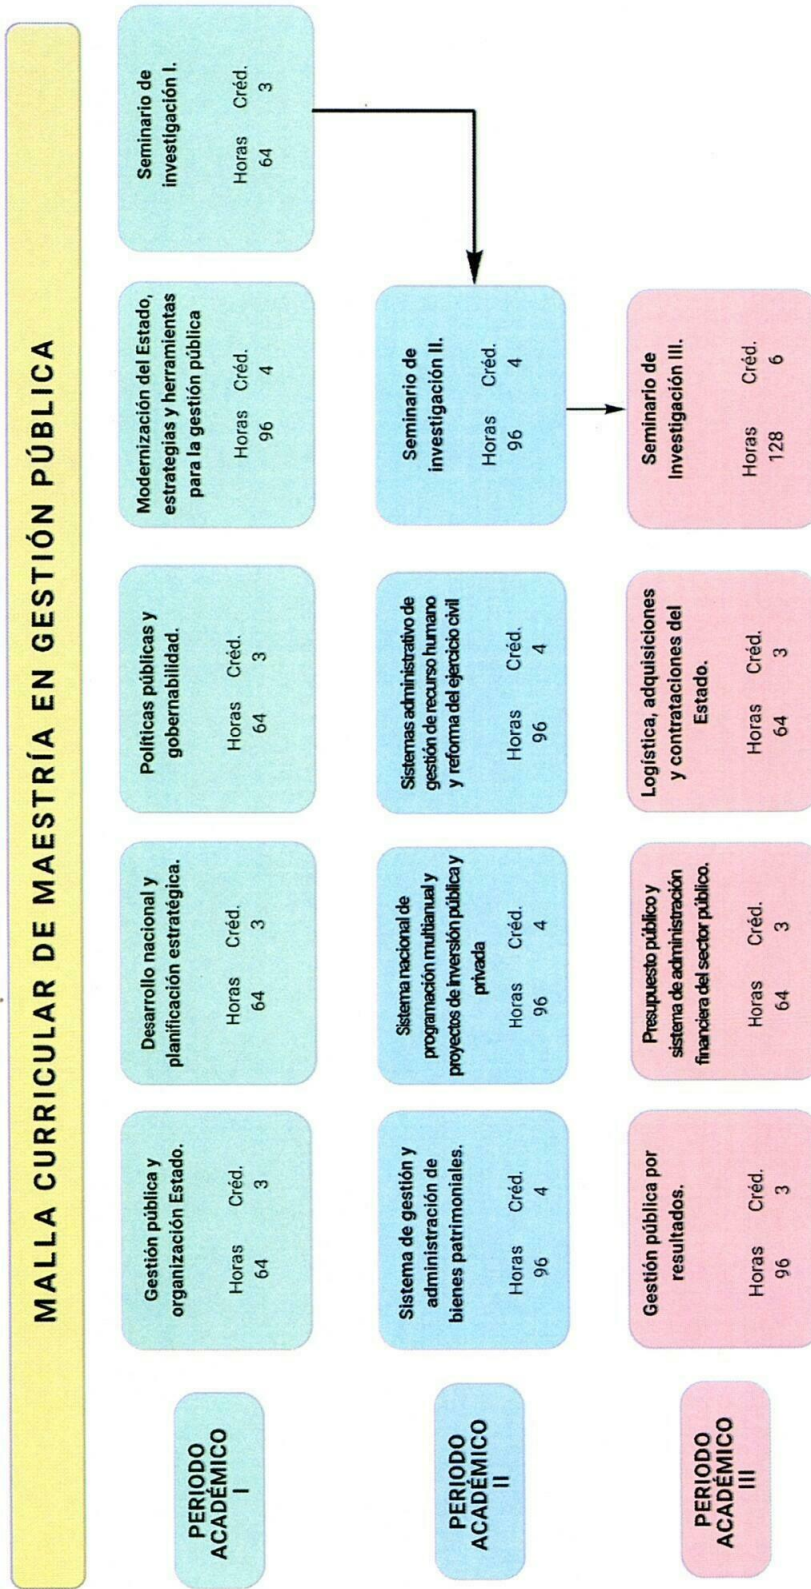 MALLA CURRICULAR DE MAESTRÍA EN GESTIÓN PÚBLICA
PERIODO
ACADÉMICO
I
Gestión pública y
organización Estado.
Horas Créd.
64 3
Desarrollo nacional y
planificación estratégica.
Horas Créd.
64 3
Políticas públicas y
gobernabilidad.
Horas Créd.
64 3
Modernización del Estado,
estrategias y herramientas
para la gestión pública
Horas Créd.
96 4
Seminario de
investigación I.
Horas Créd.
64 3
PERIODO
ACADÉMICO
II
Sistema de gestión y
administración de
bienes patrimoniales.
Horas Créd.
96 4
Sistema nacional de
programación multianual y
proyectos de inversión pública y
privada
Horas Créd.
96 4
Sistemas administrativo de
gestión de recurso humano
y reforma del ejercicio civil
Horas Créd.
96 4
Seminario de
investigación II.
Horas Créd.
96 4
PERIODO
ACADÉMICO
III
Gestión pública por
resultados.
Horas Créd.
96 3
Presupuesto público y
sistema de administración
financiera del sector público.
Horas Créd.
64 3
Logística, adquisiciones
y contrataciones del
Estado.
Horas Créd.
64 3
Seminario de
Investigación III.
Horas Créd.
128 6